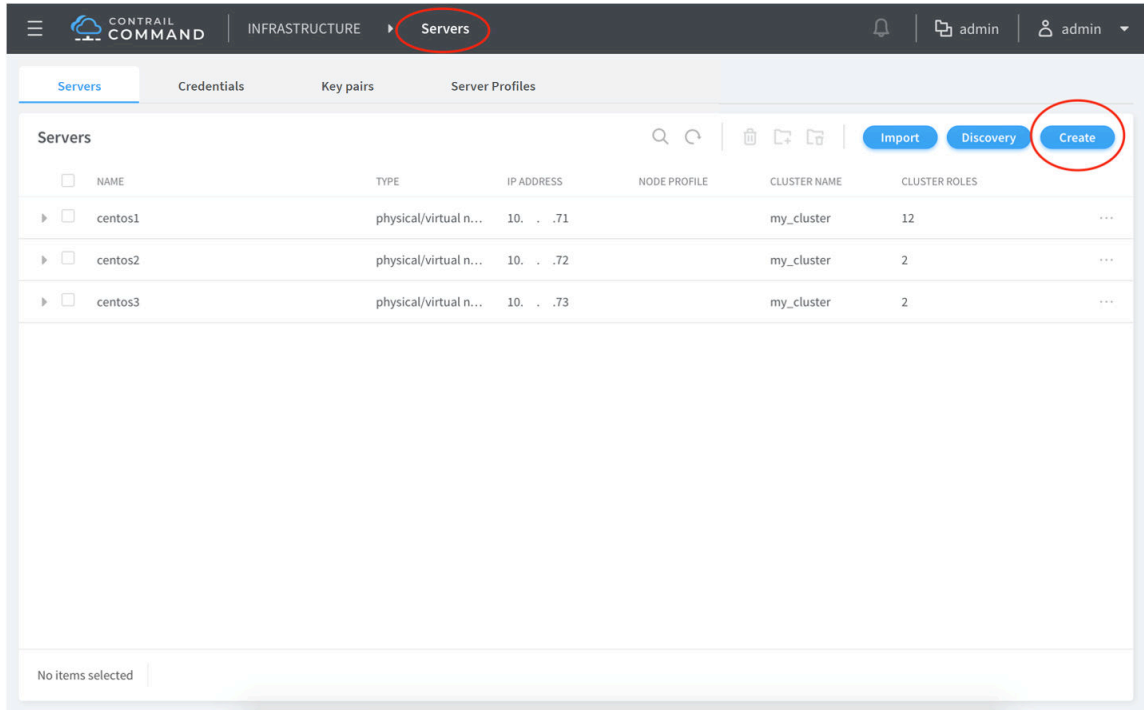 CONTRAIL
COMMAND
INFRASTRUCTURE Servers admin admin
Servers Credentials Key pairs Server Profiles
Servers Import Discovery Create
NAME TYPE IP ADDRESS NODE PROFILE CLUSTER NAME CLUSTER ROLES
centos1 physical/virtual n... 10. . .71 my_cluster 12 ...
centos2 physical/virtual n... 10. . .72 my_cluster 2 ...
centos3 physical/virtual n... 10. . .73 my_cluster 2 ...
No items selected